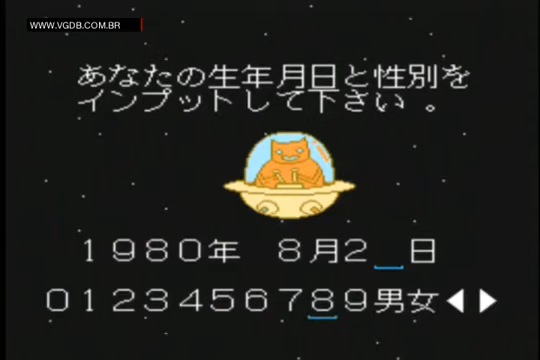 WWW.VGDB.COM.BR
あなたの生年月日と性別を
インプットして下さい。
1980年 8月2_日
0123456789男女◀▶